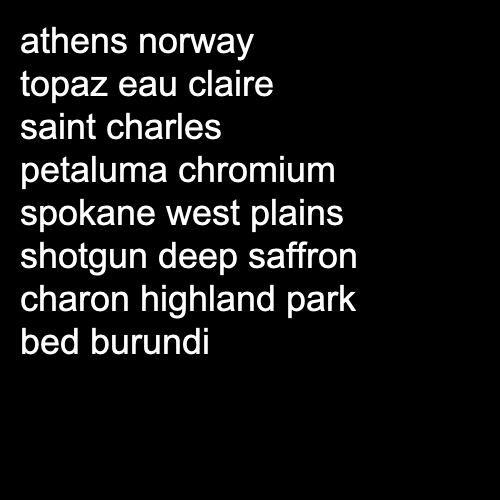 athens norway
topaz eau claire
saint charles
petaluma chromium
spokane west plains
shotgun deep saffron
charon highland park
bed burundi